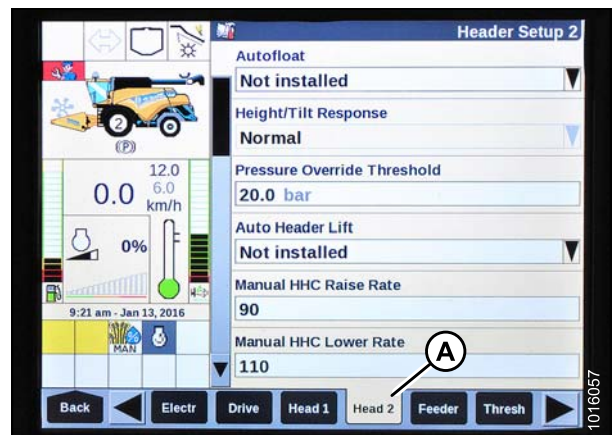 Header Setup 2
Autofloat
Not installed
Height/Tilt Response
Normal
Pressure Override Threshold
20.0 bar
Auto Header Lift
Not installed
Manual HHC Raise Rate
90
Manual HHC Lower Rate
110
2
(P)
12.0
6.0
0.0 km/h
0%
9:21 am - Jan 13, 2016
MAN
A
Back
Electr
Drive
Head 1
Head 2
Feeder
Thresh
1016057